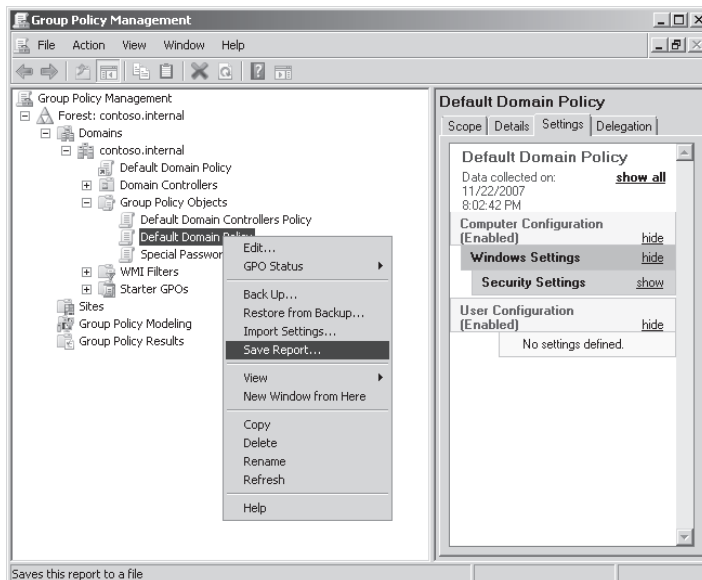 Group Policy Management
File Action View Window Help
Group Policy Management
Forest: contoso.internal
Domains
contoso.internal
Default Domain Policy
Domain Controllers
Group Policy Objects
Default Domain Controllers Policy
Default Domain Policy
Special Passwor
WMI Filters
Starter GPOs
Sites
Group Policy Modeling
Group Policy Results
Edit...
GPO Status
Back Up...
Restore from Backup...
Import Settings...
Save Report...
View
New Window from Here
Copy
Delete
Rename
Refresh
Help
Default Domain Policy
Scope Details Settings Delegation
Default Domain Policy
Data collected on: show all
11/22/2007
8:02:42 PM
Computer Configuration
(Enabled) hide
Windows Settings hide
Security Settings show
User Configuration
(Enabled) hide
No settings defined.
Saves this report to a file